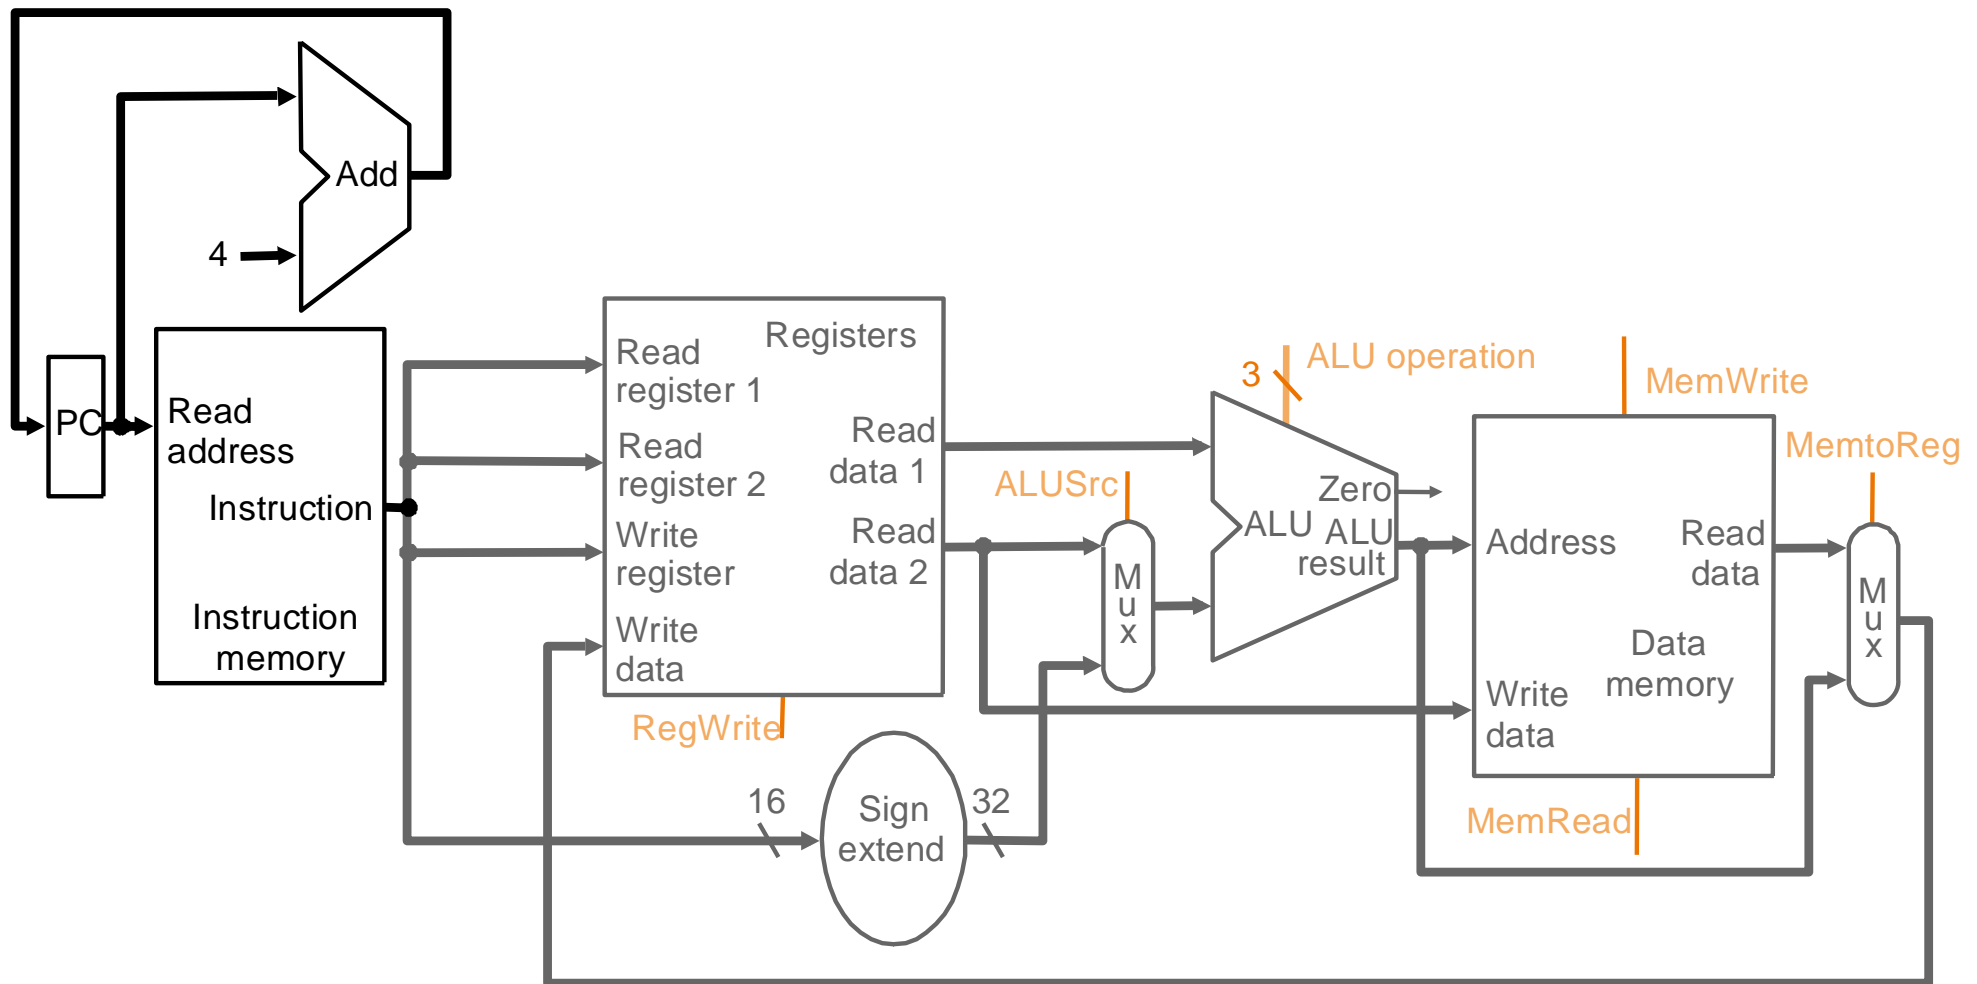 Add
4
PC
Read
address
Instruction
Instruction
memory
Registers
Read
register 1
Read
register 2
Write
register
Write
data
Read
data 1
Read
data 2
RegWrite
16
Sign
extend
32
ALUSrc
M
u
x
3
ALU operation
Zero
ALU
ALU
result
MemWrite
Address
Read
data
Data
memory
Write
data
MemRead
MemtoReg
M
u
x